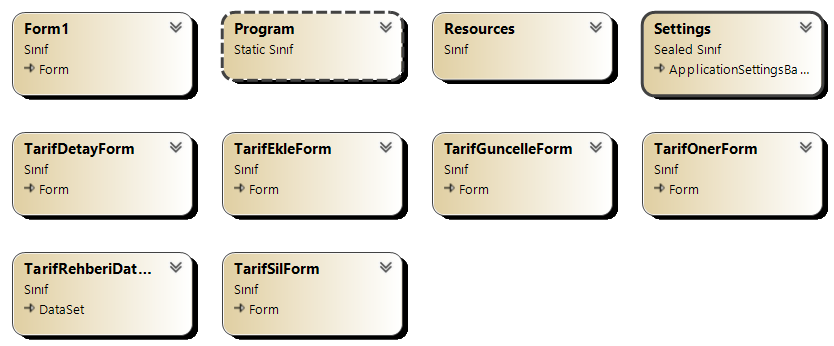 Form1
Sınıf
Form
Program
Static Sınıf
Resources
Sınıf
Settings
Sealed Sınıf
ApplicationSettingsBa...
TarifDetayForm
Sınıf
Form
TarifEkleForm
Sınıf
Form
TarifGuncelleForm
Sınıf
Form
TarifOnerForm
Sınıf
Form
TarifRehberiDat...
Sınıf
DataSet
TarifSilForm
Sınıf
Form